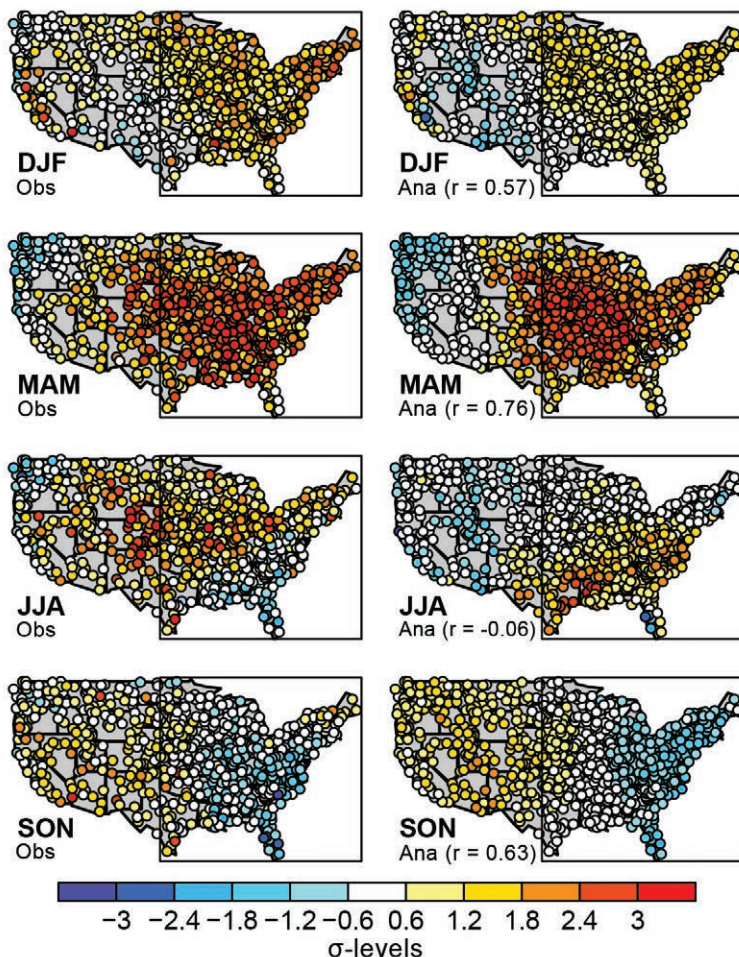 DJF
Obs
DJF
Ana (r = 0.57)
MAM
Obs
MAM
Ana (r = 0.76)
JJA
Obs
JJA
Ana (r = -0.06)
SON
Obs
SON
Ana (r = 0.63)
−3 −2.4 −1.8 −1.2 −0.6 0.6 1.2 1.8 2.4 3
σ-levels